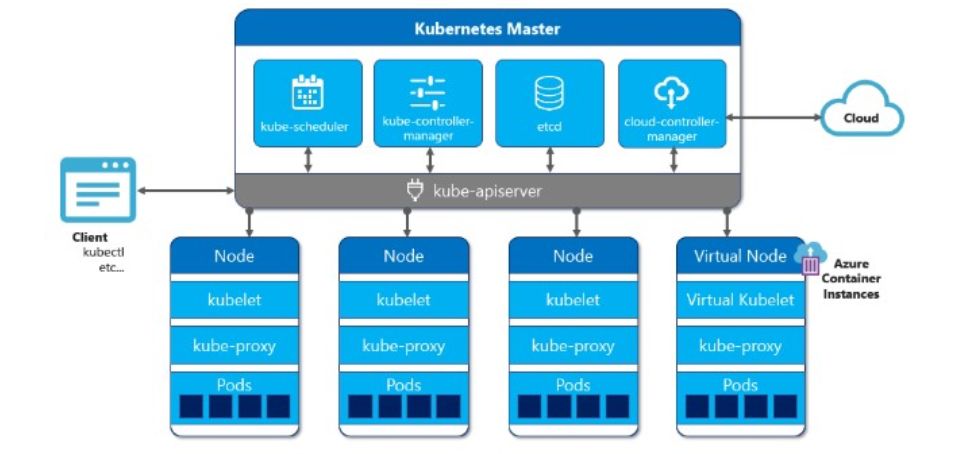 Kubernetes Master
kube-scheduler
kube-controller-
manager
etcd
cloud-controller-
manager
Cloud
kube-apiserver
Client
kubectl
etc...
Node
kubelet
kube-proxy
Pods
Node
kubelet
kube-proxy
Pods
Node
kubelet
kube-proxy
Pods
Virtual Node
Virtual Kubelet
kube-proxy
Pods
Azure
Container
Instances